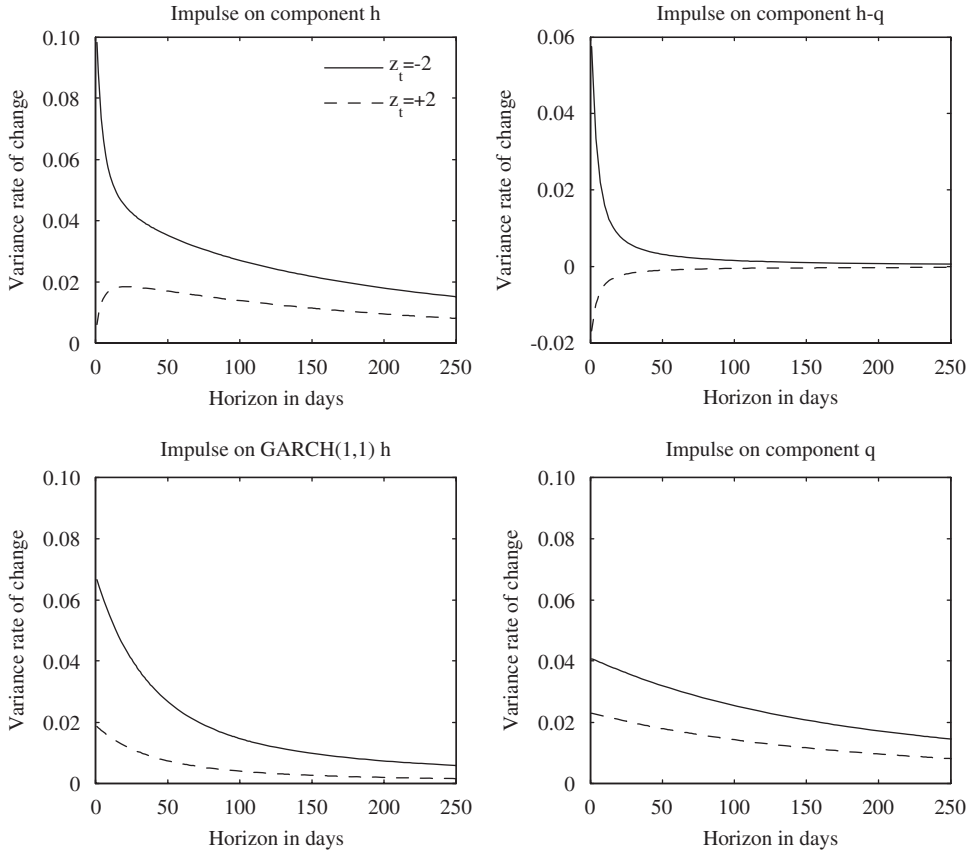 Impulse on component h
Variance rate of change
0.10
0.08
0.06
0.04
0.02
0
z_t=-2
z_t=+2
0 50 100 150 200 250
Horizon in days
Impulse on component h-q
Variance rate of change
0.06
0.04
0.02
0
-0.02
0 50 100 150 200 250
Horizon in days
Impulse on GARCH(1,1) h
Variance rate of change
0.10
0.08
0.06
0.04
0.02
0
0 50 100 150 200 250
Horizon in days
Impulse on component q
Variance rate of change
0.10
0.08
0.06
0.04
0.02
0
0 50 100 150 200 250
Horizon in days